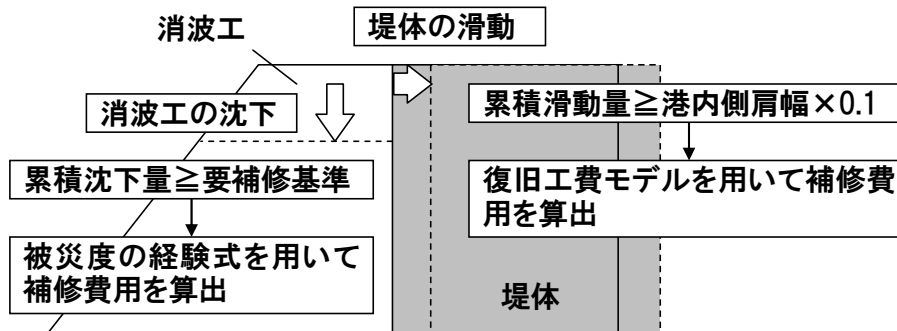 消波工
堤体の滑動
消波工の沈下
累積滑動量≧港内側肩幅×0.1
累積沈下量≧要補修基準
復旧工費モデルを用いて補修費
用を算出
被災度の経験式を用いて
補修費用を算出
堤体